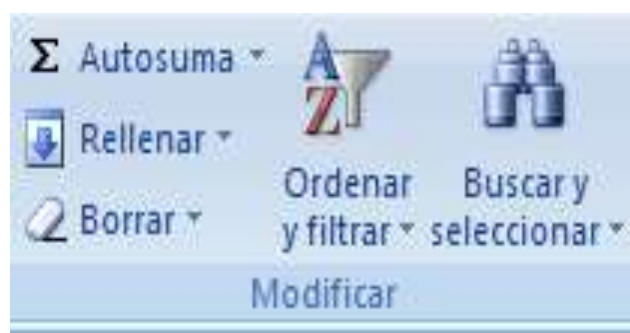 Σ Autosuma
Rellenar
Borrar
A
Z
Ordenar
y filtrar
Buscar y
seleccionar
Modificar